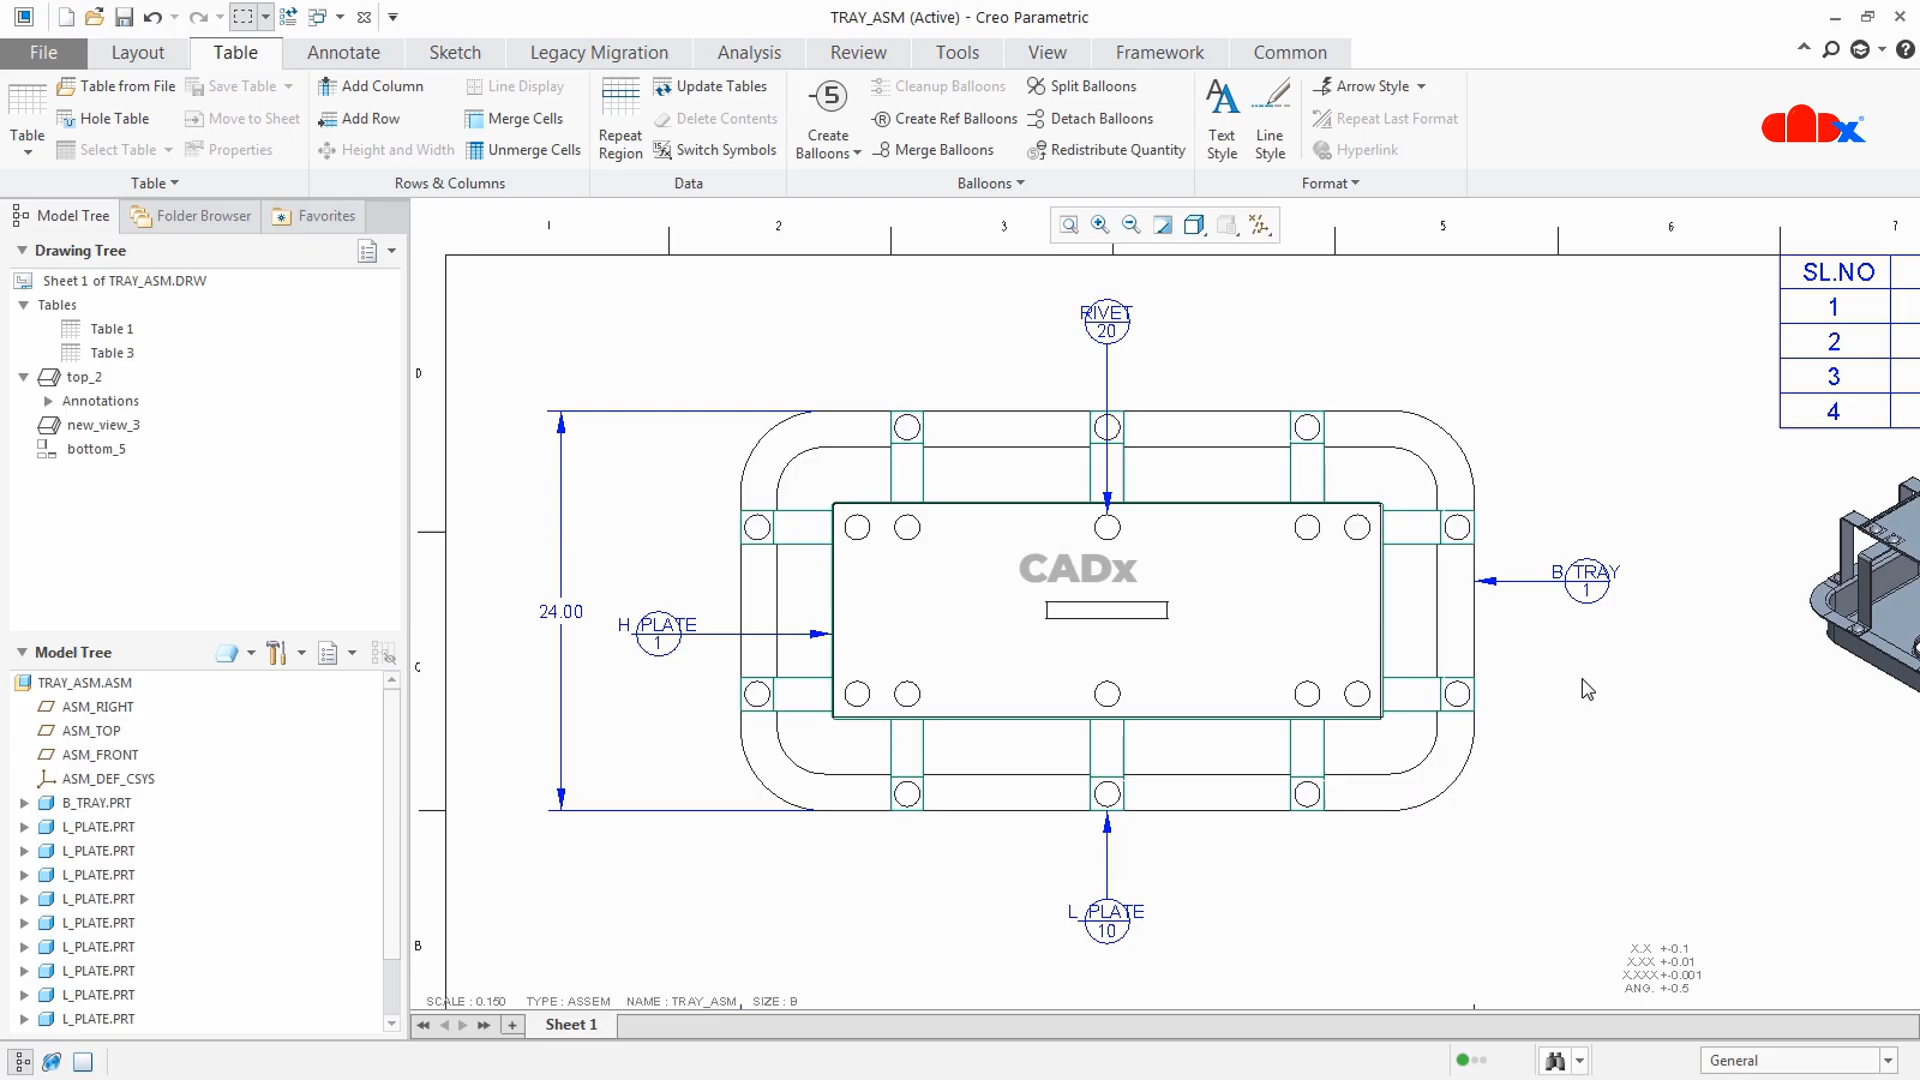 TRAY_ASM (Active) - Creo Parametric
File
Layout
Table
Annotate
Sketch
Legacy Migration
Analysis
Review
Tools
View
Framework
Common
Table
Table from File
Hole Table
Select Table
Save Table
Move to Sheet
Properties
Table
Add Column
Add Row
Height and Width
Line Display
Merge Cells
Unmerge Cells
Rows & Columns
Repeat
Region
Update Tables
Delete Contents
Switch Symbols
Data
5
Create
Balloons
Cleanup Balloons
Create Ref Balloons
Merge Balloons
Split Balloons
Detach Balloons
Redistribute Quantity
Balloons
Text
Style
Line
Style
Arrow Style
Repeat Last Format
Hyperlink
Format
CADx
Model Tree
Folder Browser
Favorites
Drawing Tree
Sheet 1 of TRAY_ASM.DRW
Tables
Table 1
Table 3
top_2
Annotations
new_view_3
bottom_5
Model Tree
TRAY_ASM.ASM
ASM_RIGHT
ASM_TOP
ASM_FRONT
ASM_DEF_CSYS
B_TRAY.PRT
L_PLATE.PRT
L_PLATE.PRT
L_PLATE.PRT
L_PLATE.PRT
L_PLATE.PRT
L_PLATE.PRT
L_PLATE.PRT
L_PLATE.PRT
L_PLATE.PRT
1
2
3
5
6
7
D
C
B
SL.NO
1
2
3
4
RIVET
20
CADx
24.00
H_PLATE
1
B_TRAY
1
L_PLATE
10
X.X +-0.1
X.XX +-0.01
X.XXX +-0.001
ANG. +-0.5
SCALE : 0.150 TYPE : ASSEM NAME : TRAY_ASM SIZE : B
Sheet 1
General